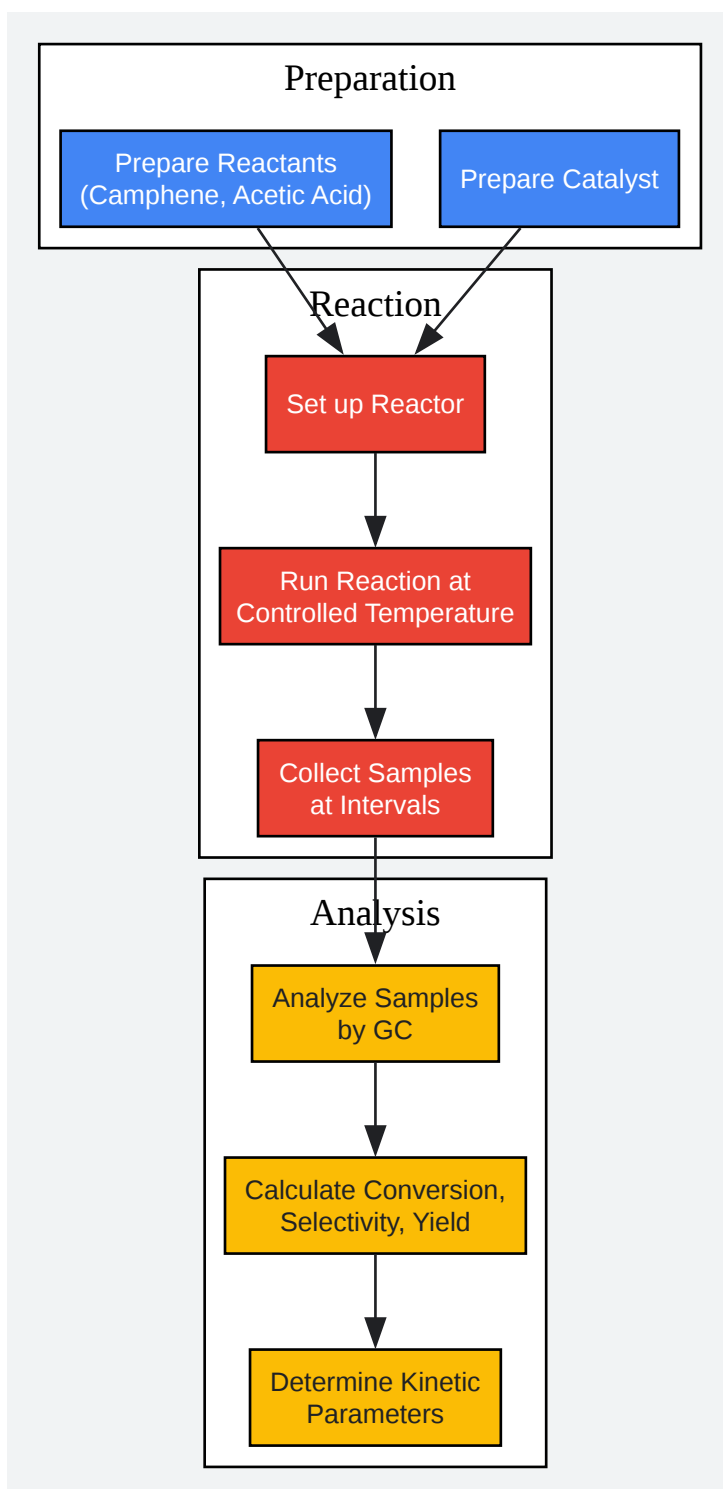 Preparation
Prepare Reactants
(Camphene, Acetic Acid)
Prepare Catalyst
Reaction
Set up Reactor
Run Reaction at
Controlled Temperature
Collect Samples
at Intervals
Analysis
Analyze Samples
by GC
Calculate Conversion,
Selectivity, Yield
Determine Kinetic
Parameters